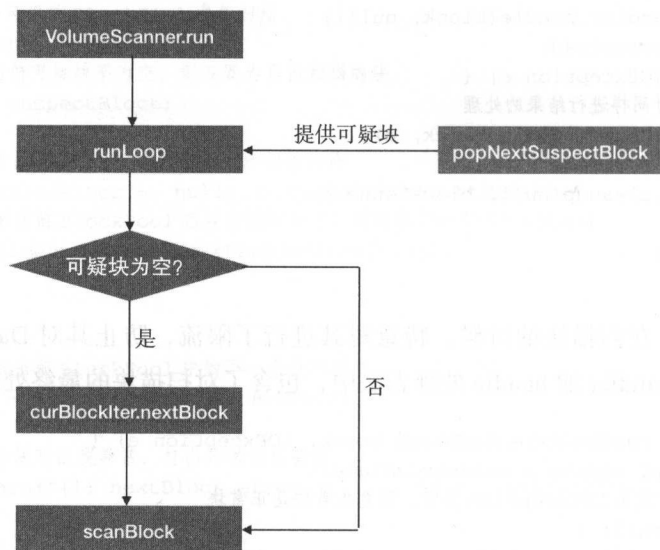 VolumeScanner.run
runLoop
提供可疑块
popNextSuspectBlock
可疑块为空?
是
否
curBlockIter.nextBlock
scanBlock